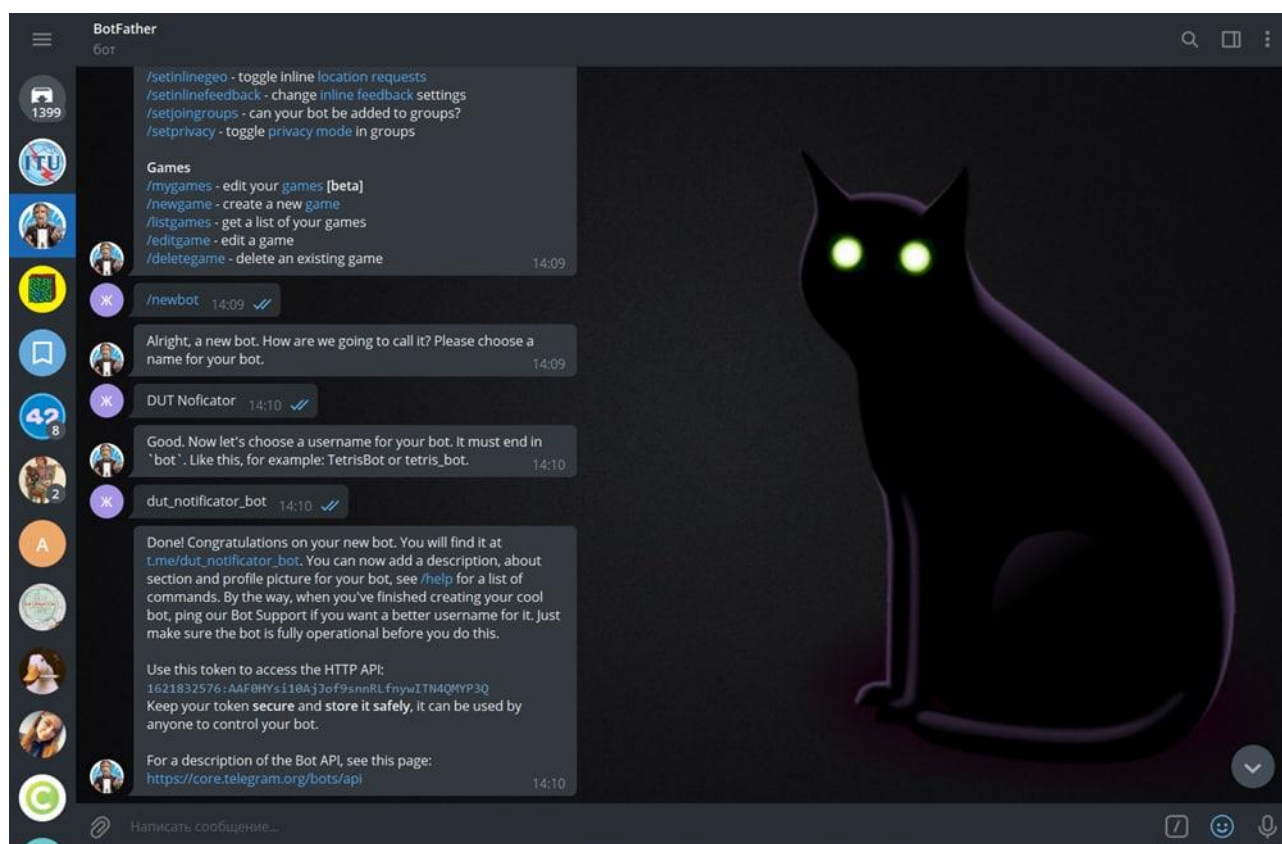 BotFather
бот
1399
ITU
/setinlinegeo - toggle inline location requests
/setinlinefeedback - change inline feedback settings
/setjoingroups - can your bot be added to groups?
/setprivacy - toggle privacy mode in groups
Games
/mygames - edit your games [beta]
/newgame - create a new game
/listgames - get a list of your games
/editgame - edit a game
/deletegame - delete an existing game
14:09
Ж
/newbot 14:09
Alright, a new bot. How are we going to call it? Please choose a
name for your bot.
14:09
Ж
DUT Noficator 14:10
42
8
Good. Now let's choose a username for your bot. It must end in
`bot`. Like this, for example: TetrisBot or tetris_bot.
14:10
2
Ж
dut_notificator_bot 14:10
A
Done! Congratulations on your new bot. You will find it at
t.me/dut_notificator_bot. You can now add a description, about
section and profile picture for your bot, see /help for a list of
commands. By the way, when you've finished creating your cool
bot, ping our Bot Support if you want a better username for it. Just
make sure the bot is fully operational before you do this.
Use this token to access the HTTP API:
1621832576:AAF0HYsi10AjJof9snnRLfnywITN4QMYP3Q
Keep your token secure and store it safely, it can be used by
anyone to control your bot.
For a description of the Bot API, see this page:
https://core.telegram.org/bots/api
14:10
Написать сообщение...